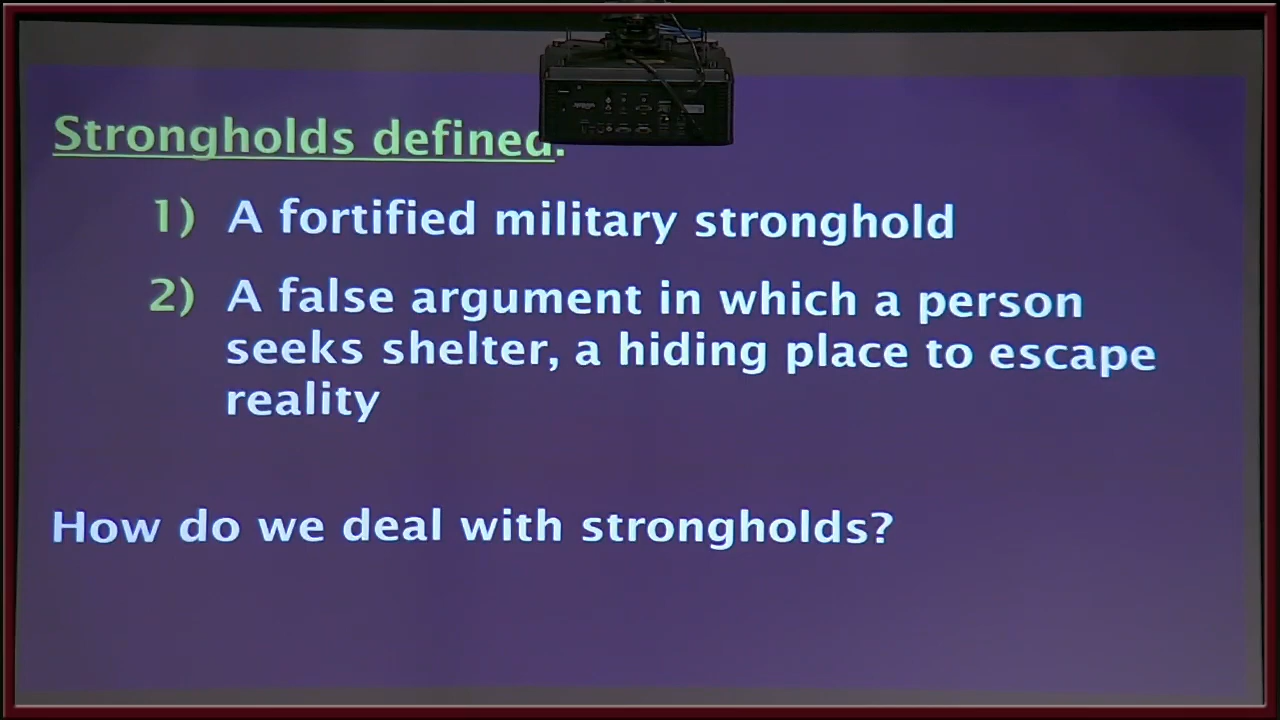 Strongholds defined:
1) A fortified military stronghold
2) A false argument in which a person
seeks shelter, a hiding place to escape
reality
How do we deal with strongholds?